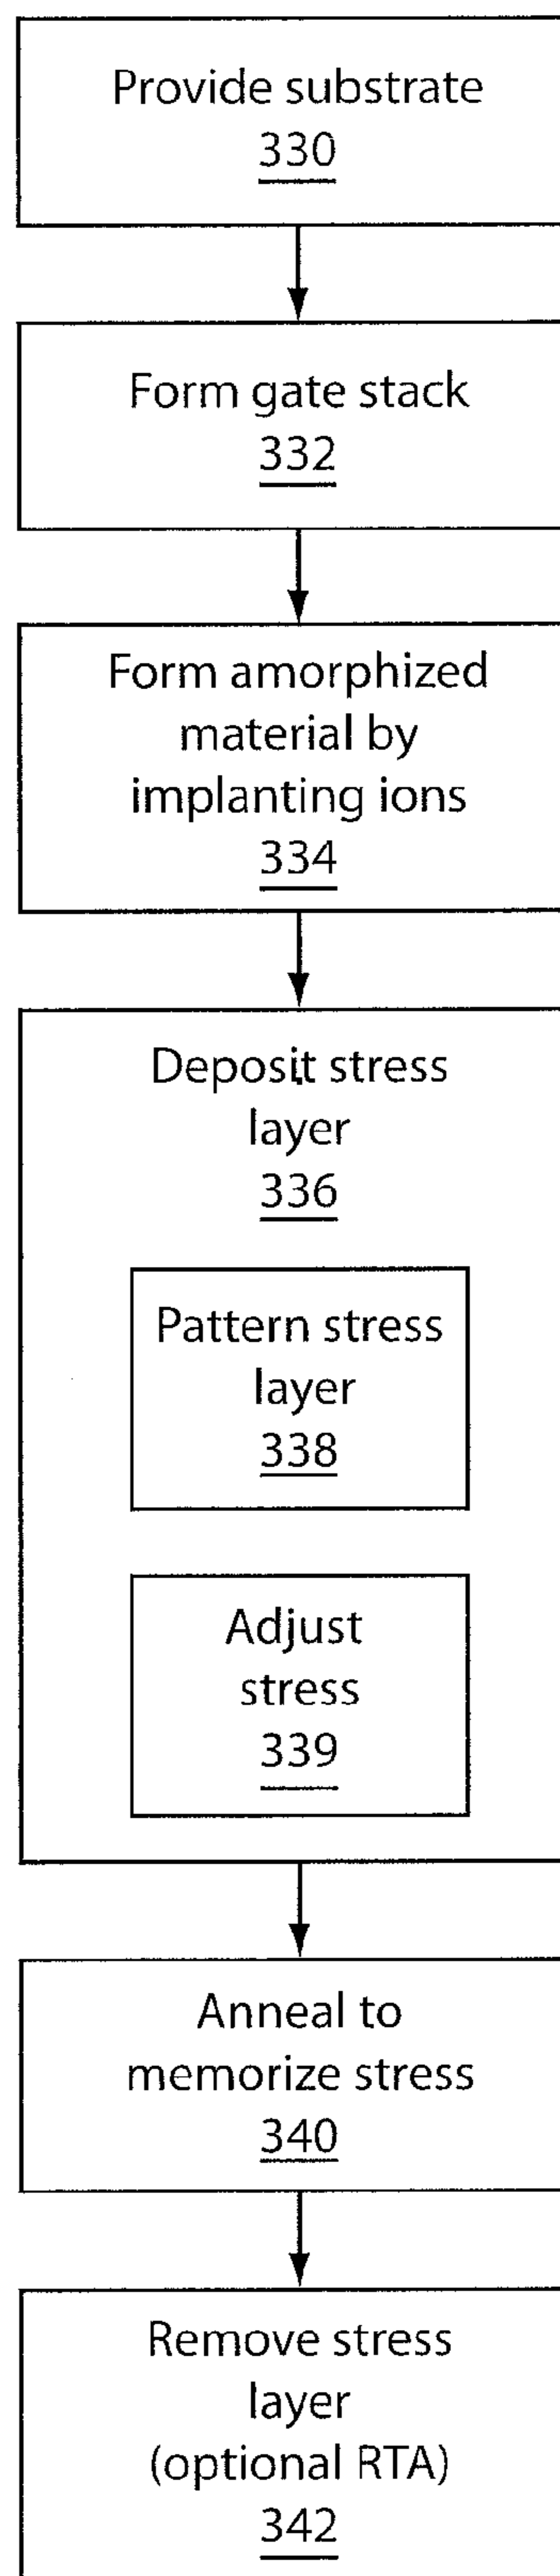 Provide substrate
330
Form gate stack
332
Form amorphized
material by
implanting ions
334
Deposit stress
layer
336
Pattern stress
layer
338
Adjust
stress
339
Anneal to
memorize stress
340
Remove stress
layer
(optional RTA)
342